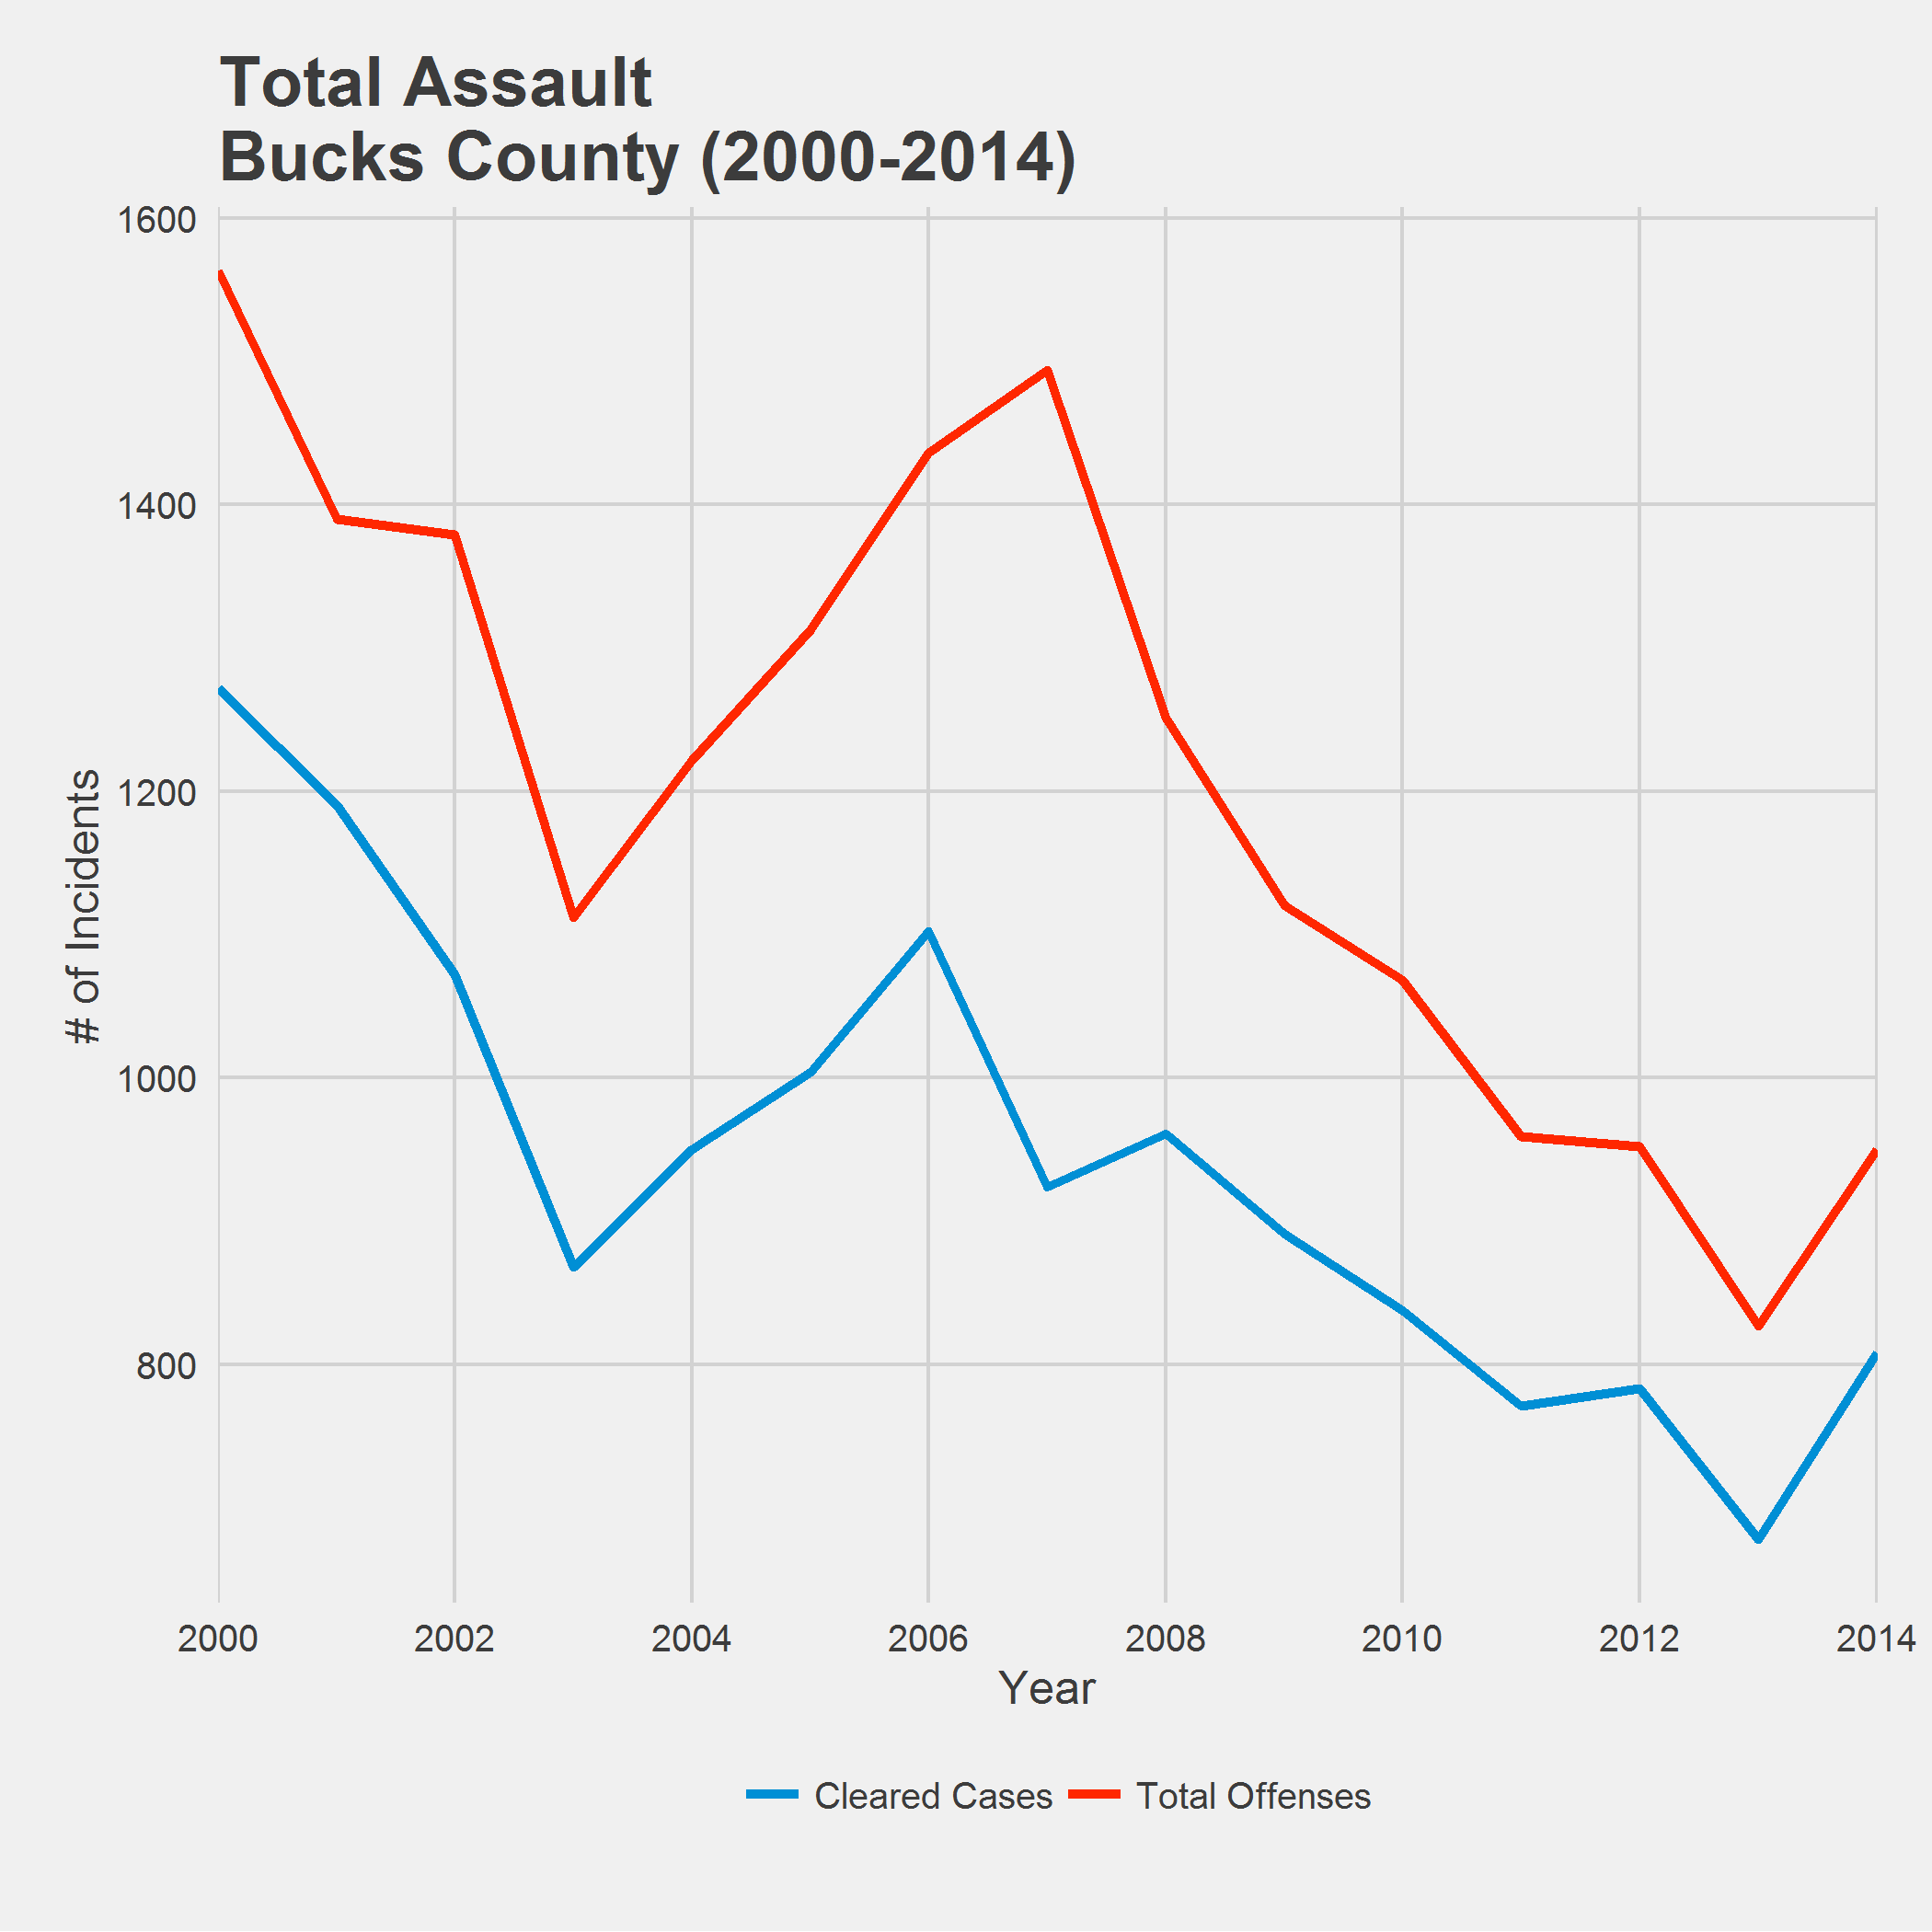 Total Assault
Bucks County (2000-2014)
1600
1400
1200
1000
800
# of Incidents
2000 2002 2004 2006 2008 2010 2012 2014
Year
Cleared Cases Total Offenses